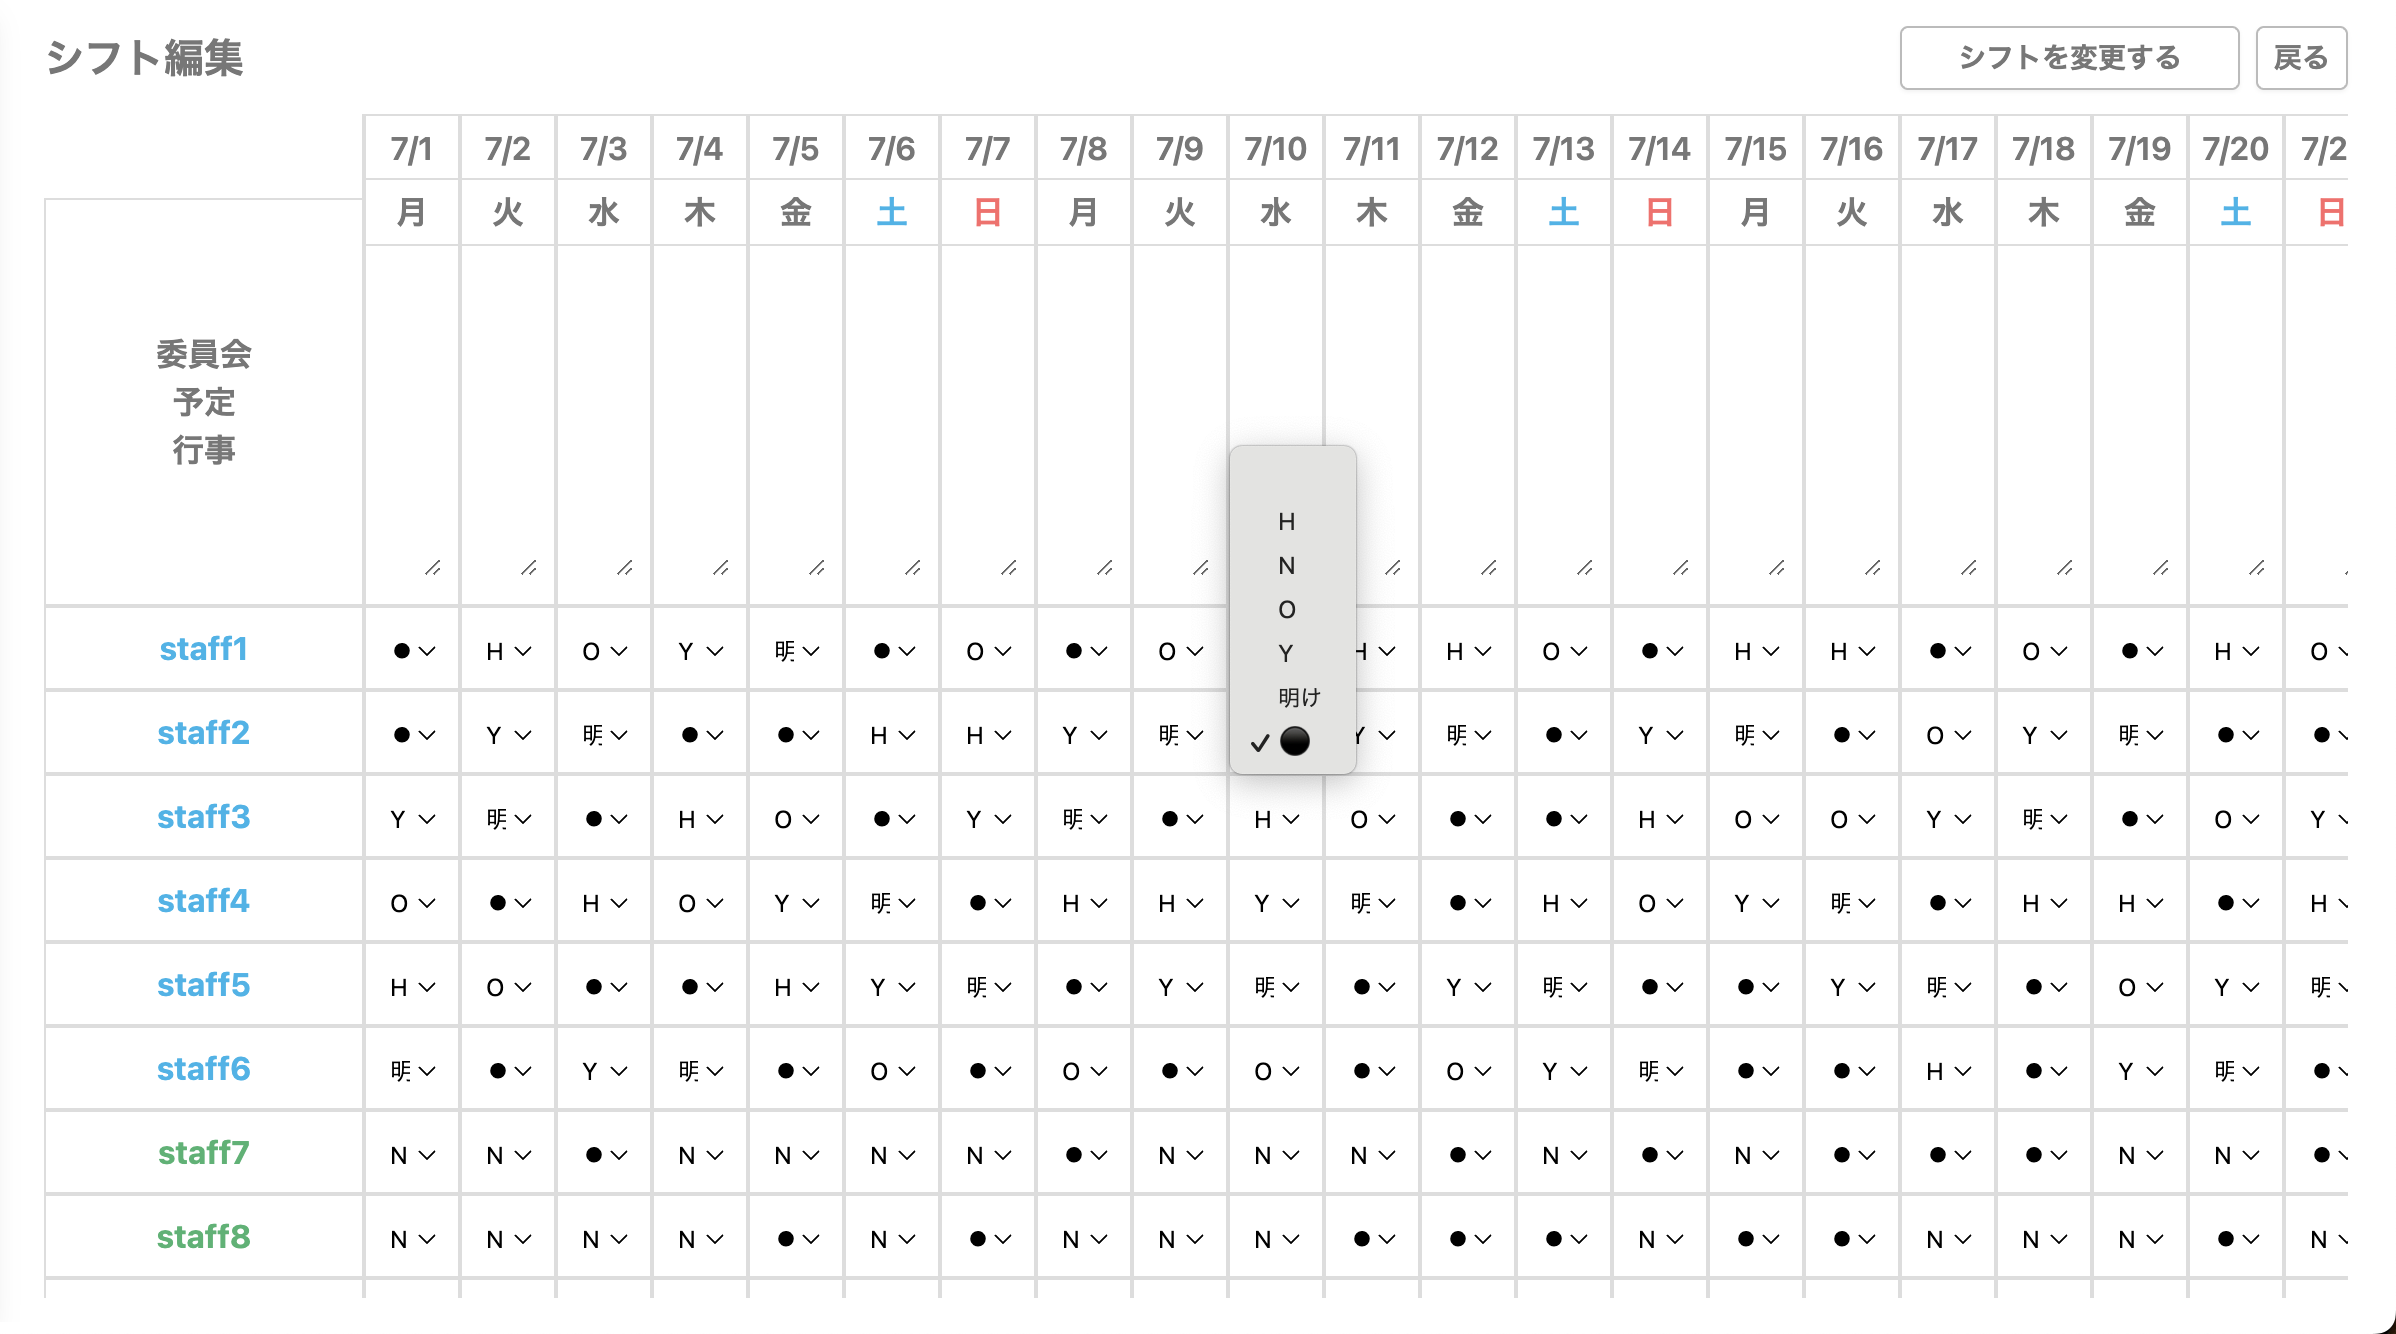 シフト編集
シフトを変更する 戻る
7/1 7/2 7/3 7/4 7/5 7/6 7/7 7/8 7/9 7/10 7/11 7/12 7/13 7/14 7/15 7/16 7/17 7/18 7/19 7/20 7/2
月 火 水 木 金 土 日 月 火 水 木 金 土 日 月 火 水 木 金 土 日
委員会
予定
行事
H
N
O
Y
明け
✓ ●
staff1 ● H O Y 明 ● O ● O H H O ● H H ● O ● H O
staff2 ● Y 明 ● ● H H Y 明 Y 明 ● Y 明 ● O Y 明 ● ●
staff3 Y 明 ● H O ● Y 明 ● H O ● ● H O O Y 明 ● O Y
staff4 O ● H O Y 明 ● H H Y 明 ● H O Y 明 ● H H ● H
staff5 H O ● ● H Y 明 ● Y 明 ● Y 明 ● ● Y 明 ● O Y 明
staff6 明 ● Y 明 ● O ● O ● O ● O Y 明 ● ● H ● Y 明 ●
staff7 N N ● N N N N ● N N N ● N ● N ● ● ● N N ●
staff8 N N N N ● N ● N N N ● ● ● N ● ● N N N ● N